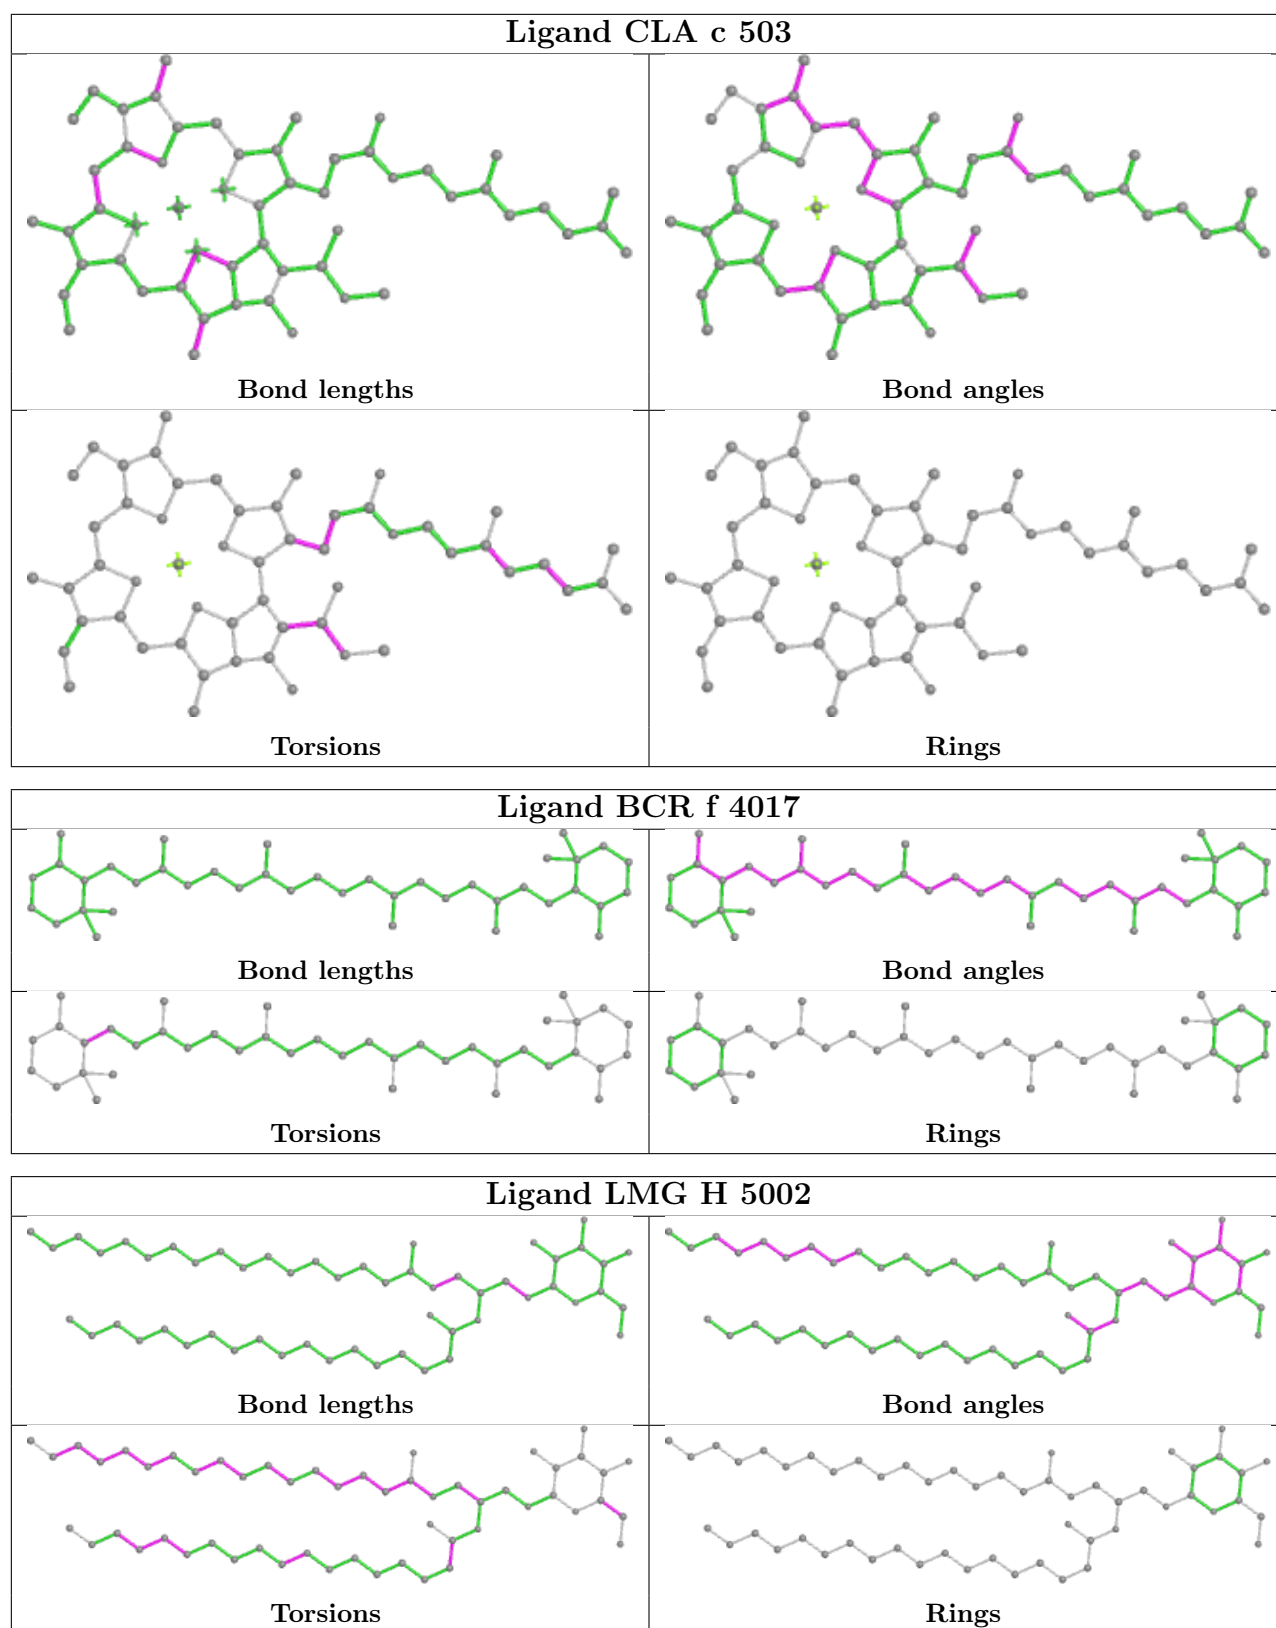 Ligand CLA c 503
Bond lengths
Bond angles
Torsions
Rings
Ligand BCR f 4017
Bond lengths
Bond angles
Torsions
Rings
Ligand LMG H 5002
Bond lengths
Bond angles
Torsions
Rings